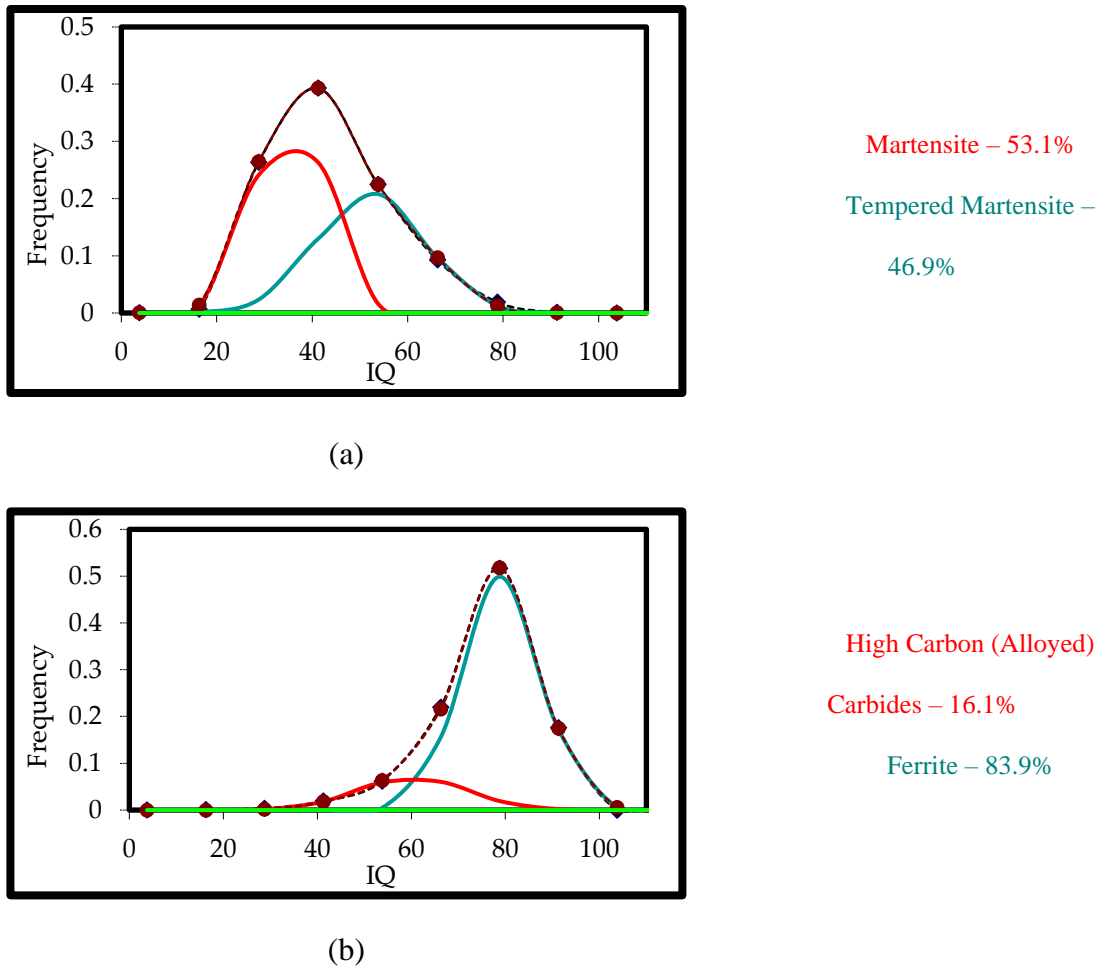 0.5
0.4
0.3
0.2
0.1
0
Frequency
0 20 40 60 80 100
IQ
Martensite – 53.1%
Tempered Martensite –
46.9%
(a)
0.6
0.5
0.4
0.3
0.2
0.1
0
Frequency
0 20 40 60 80 100
IQ
High Carbon (Alloyed)
Carbides – 16.1%
Ferrite – 83.9%
(b)